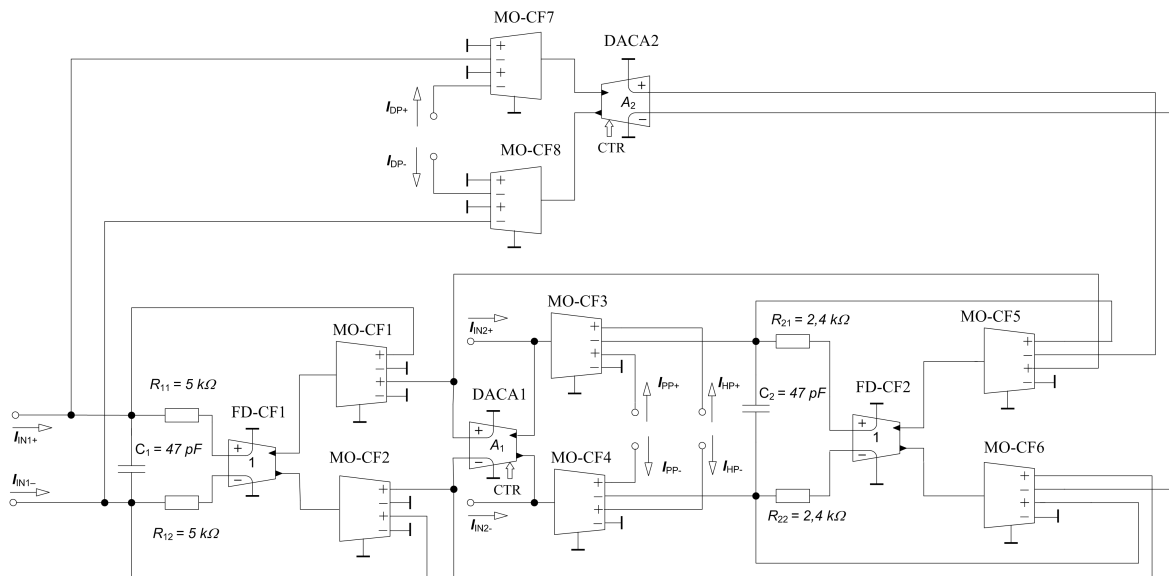 MO-CF7
DACA2
+
−
+
−
A2
+
−
CTR
IDP+
IDP-
MO-CF8
+
−
+
−
MO-CF1
+
−
+
−
R11 = 5 kΩ
IIN1+
C1 = 47 pF
IIN1–
R12 = 5 kΩ
FD-CF1
+
1
−
MO-CF2
+
−
+
−
IIN2+
DACA1
+
A1
−
CTR
IIN2-
MO-CF3
+
−
+
−
IPP+
IHP+
IPP-
IHP-
MO-CF4
+
−
+
−
R21 = 2,4 kΩ
C2 = 47 pF
R22 = 2,4 kΩ
FD-CF2
+
1
−
MO-CF5
+
−
+
−
MO-CF6
+
−
+
−